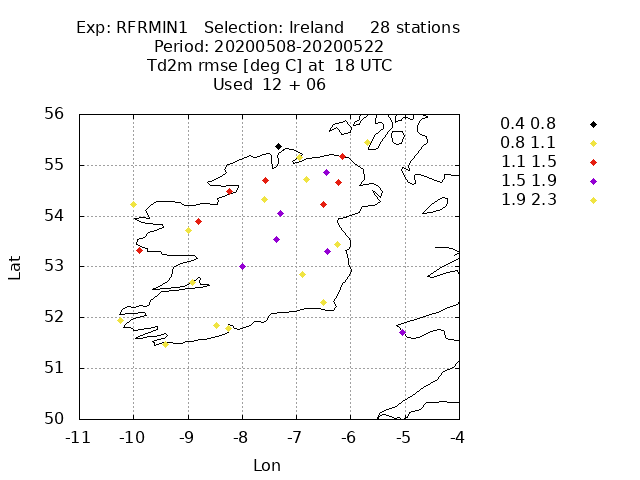 Exp: RFRMIN1 Selection: Ireland 28 stations
Period: 20200508-20200522
Td2m rmse [deg C] at 18 UTC
Used 12 + 06
56
55
54
53
52
51
50
-11 -10 -9 -8 -7 -6 -5 -4
Lat
Lon
0.4 0.8
0.8 1.1
1.1 1.5
1.5 1.9
1.9 2.3